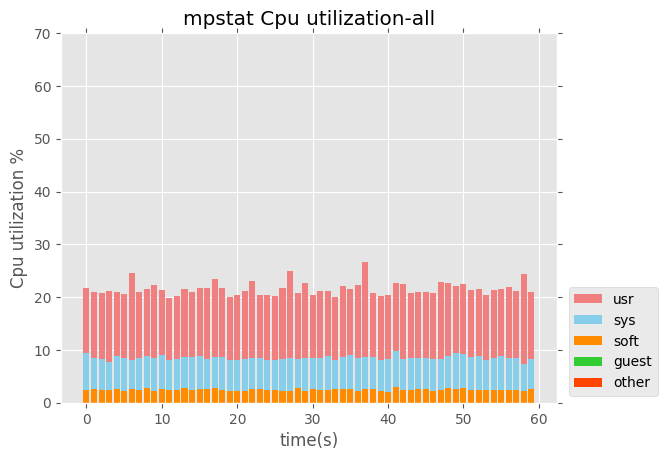 mpstat Cpu utilization-all
Cpu utilization %
70
60
50
40
30
20
10
0
0 10 20 30 40 50 60
time(s)
usr
sys
soft
guest
other